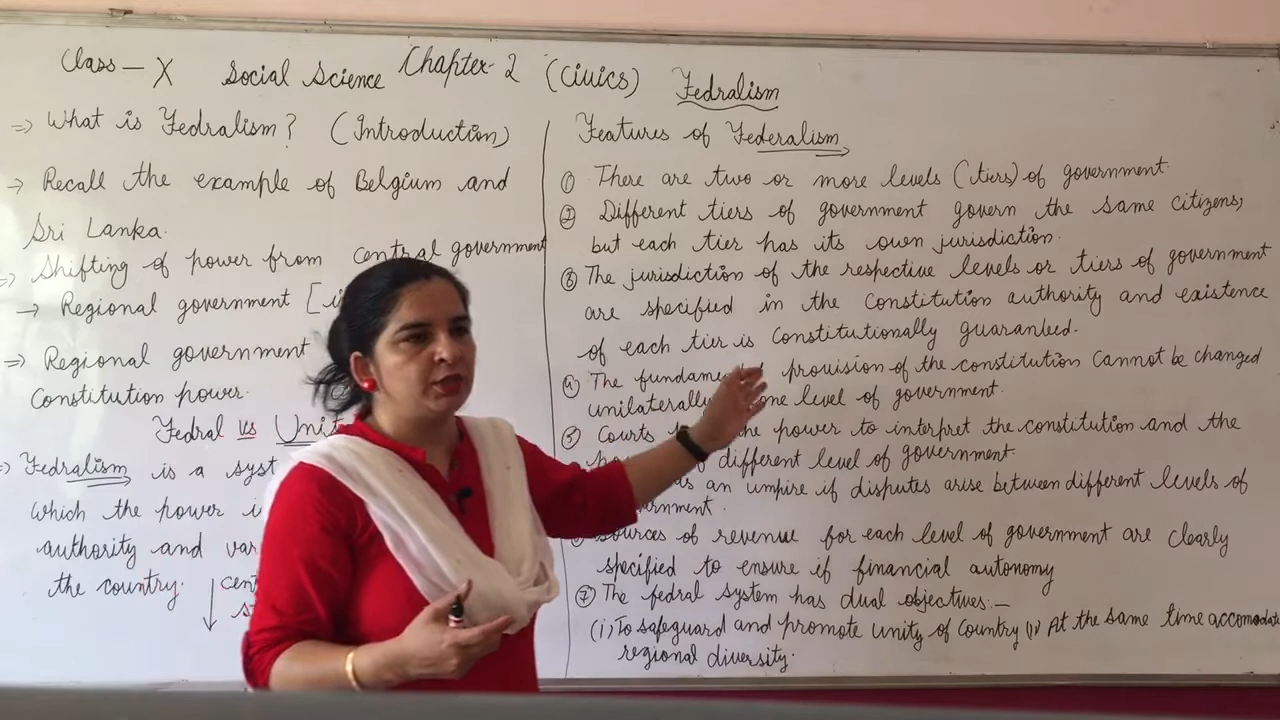 Class - X Social Science Chapter-2 (Civics) Fedralism
=> What is Fedralism? (Introduction)
→ Recall the example of Belgium and
Sri Lanka.
=> Shifting of power from central government
→ Regional government [
=> Regional government
Constitution power.
Fedral vs
=> Fedralism is a
which the power
authority and
the country.
Features of Federalism
① There are two or more levels (tiers) of government.
② Different tiers of government govern the same citizens,
but each tier has its own jurisdiction.
③ The jurisdiction of the respective levels or tiers of government
are specified in the constitution authority and existence
of each tier is constitutionally guaranteed.
④ The provision of the constitution cannot be changed
unilaterally one level of government.
⑤ Courts the power to interpret the constitution and the
of different level of government.
an umpire if disputes arise between different levels of
sources of revenue for each level of government are clearly
specified to ensure if financial autonomy
⑦ The fedral system has dual objectives:-
(i) To safeguard and promote unity of country (ii) At the same time accomodate
regional diversity.